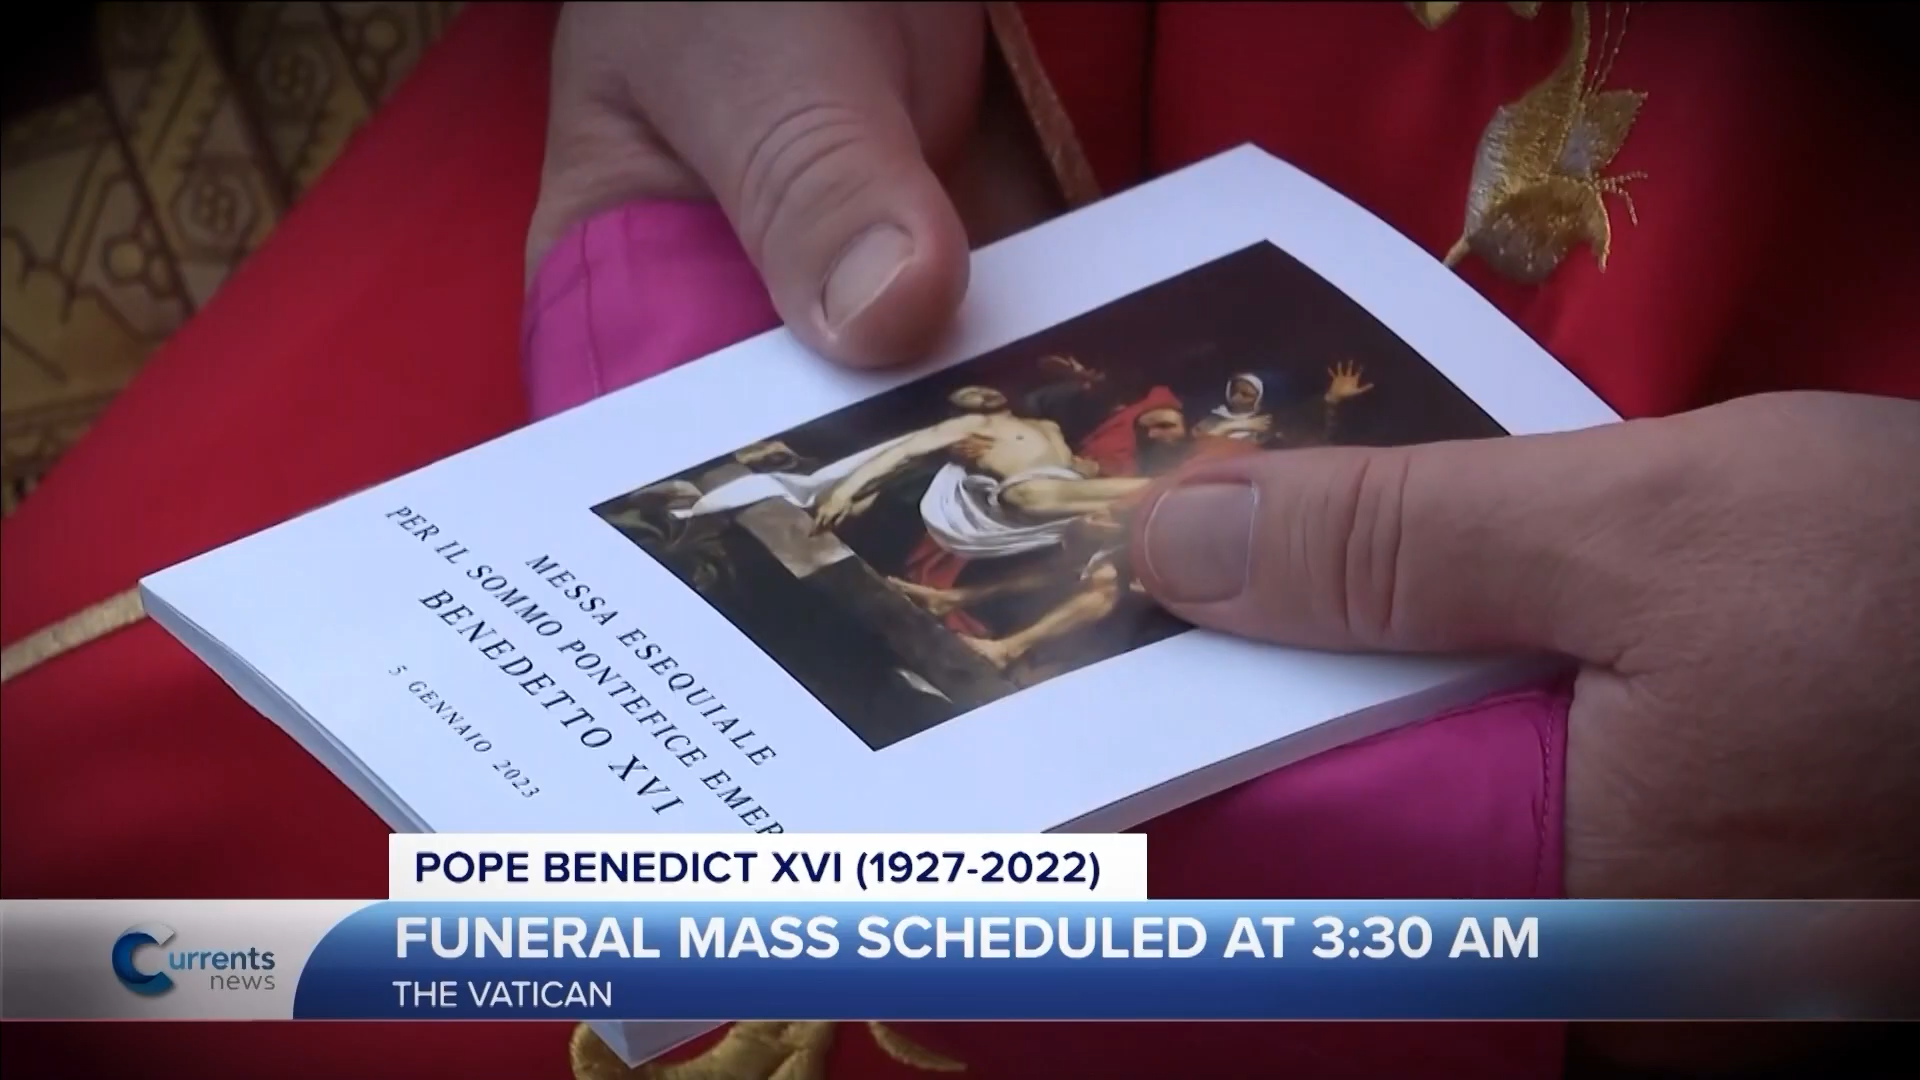 MESSA ESEQUIALE
PER IL SOMMO PONTEFICE EMER
BENEDETTO XVI
5 GENNAIO 2023
POPE BENEDICT XVI (1927-2022)
FUNERAL MASS SCHEDULED AT 3:30 AM
THE VATICAN
Currents
news